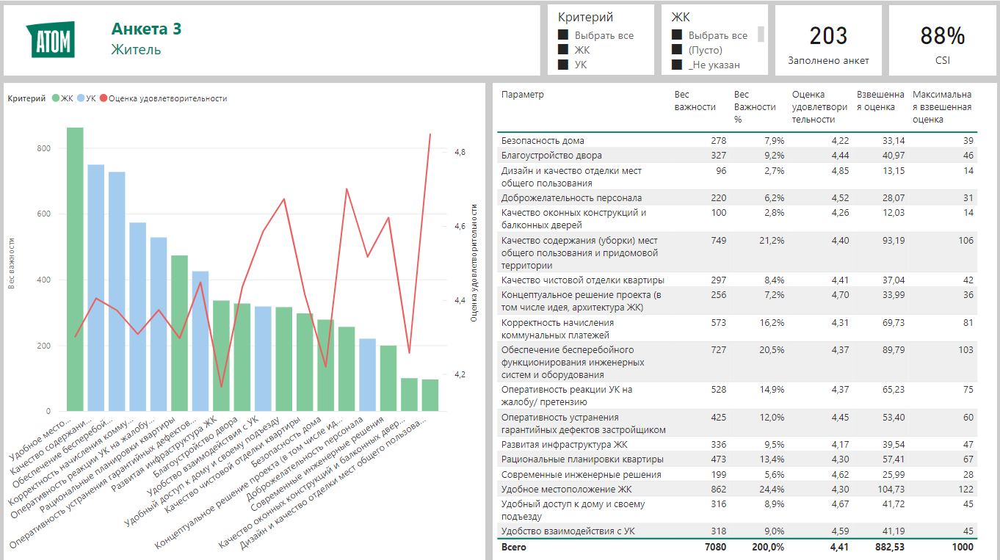 АТОМ
Анкета 3
Житель
Критерий
Выбрать все
ЖК
УК
ЖК
Выбрать все
(Пусто)
_Не указан
203
Заполнено анкет
88%
CSI
Критерий ЖК УК Оценка удовлетворительности
Вес важности
800
600
400
200
0
4,8
4,6
4,4
4,2
Оценка удовлетворительности
Удобное место...
Качество содержани...
Обеспечение бесперебой...
Корректность начисления комму...
Оперативность реакции УК на жалобу...
Рациональные планировки квартиры
Оперативность устранения гарантийных дефектов...
Развитая инфраструктура ЖК
Благоустройство двора
Удобство взаимодействия с УК
Удобный доступ к дому и своему подъезду
Качество чистовой отделки квартиры
Безопасность дома
Концептуальное решение проекта (в том числе ид...
Доброжелательность персонала
Современные инженерные решения
Качество оконных конструкций и балконных двер...
Дизайн и качество отделки мест общего пользова...
Параметр Вес важности Вес Важности % Оценка удовлетворительности Взвешенная оценка Максимальная взвешенная оценка
Безопасность дома 278 7,9% 4,22 33,14 39
Благоустройство двора 327 9,2% 4,44 40,97 46
Дизайн и качество отделки мест 96 2,7% 4,85 13,15 14
общего пользования
Доброжелательность персонала 220 6,2% 4,52 28,07 31
Качество оконных конструкций и 100 2,8% 4,26 12,03 14
балконных дверей
Качество содержания (уборки) мест 749 21,2% 4,40 93,19 106
общего пользования и придомовой
территории
Качество чистовой отделки квартиры 297 8,4% 4,41 37,04 42
Концептуальное решение проекта (в 256 7,2% 4,70 33,99 36
том числе идея, архитектура ЖК)
Корректность начисления 573 16,2% 4,31 69,73 81
коммунальных платежей
Обеспечение бесперебойного 727 20,5% 4,37 89,79 103
функционирования инженерных
систем и оборудования
Оперативность реакции УК на 528 14,9% 4,37 65,23 75
жалобу/ претензию
Оперативность устранения 425 12,0% 4,45 53,40 60
гарантийных дефектов застройщиком
Развитая инфраструктура ЖК 336 9,5% 4,17 39,54 47
Рациональные планировки квартиры 473 13,4% 4,30 57,41 67
Современные инженерные решения 199 5,6% 4,62 25,99 28
Удобное местоположение ЖК 862 24,4% 4,30 104,73 122
Удобный доступ к дому и своему 316 8,9% 4,67 41,72 45
подъезду
Удобство взаимодействия с УК 318 9,0% 4,59 41,19 45
Всего 7080 200,0% 4,41 882,53 1000